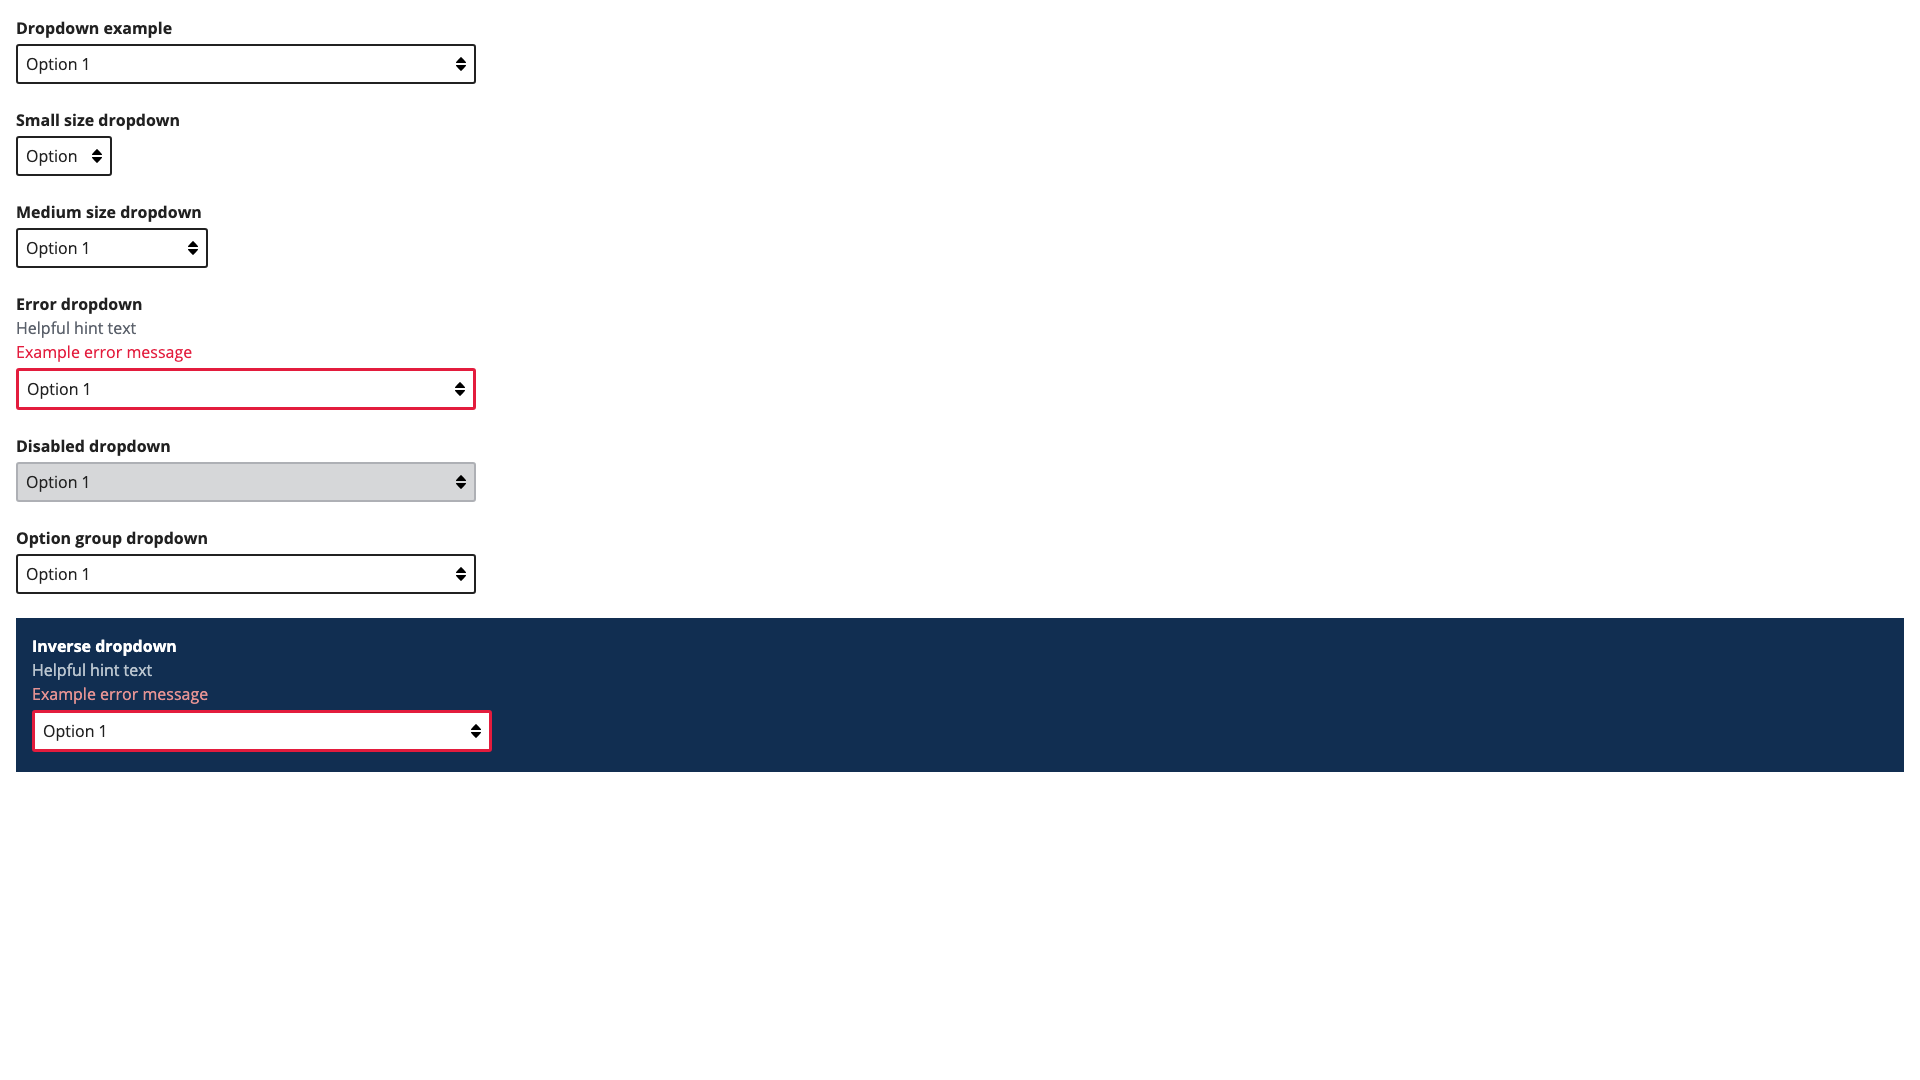 Dropdown example
Option 1
Small size dropdown
Option
Medium size dropdown
Option 1
Error dropdown
Helpful hint text
Example error message
Option 1
Disabled dropdown
Option 1
Option group dropdown
Option 1
Inverse dropdown
Helpful hint text
Example error message
Option 1